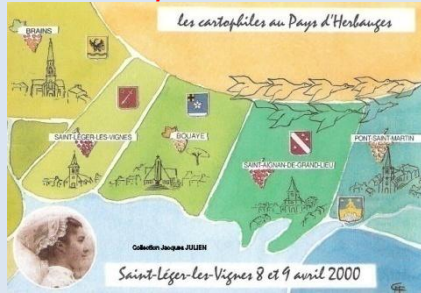 les cartophiles au Pays d'Herbauges
BRAINS
SAINT-LÉGER-LES-VIGNES
BOUAYE
SAINT-AIGNAN-DE-GRAND-LIEU
PONT-SAINT-MARTIN
Collection Jacques JULIEN
Saint-Léger-les-Vignes 8 et 9 avril 2000